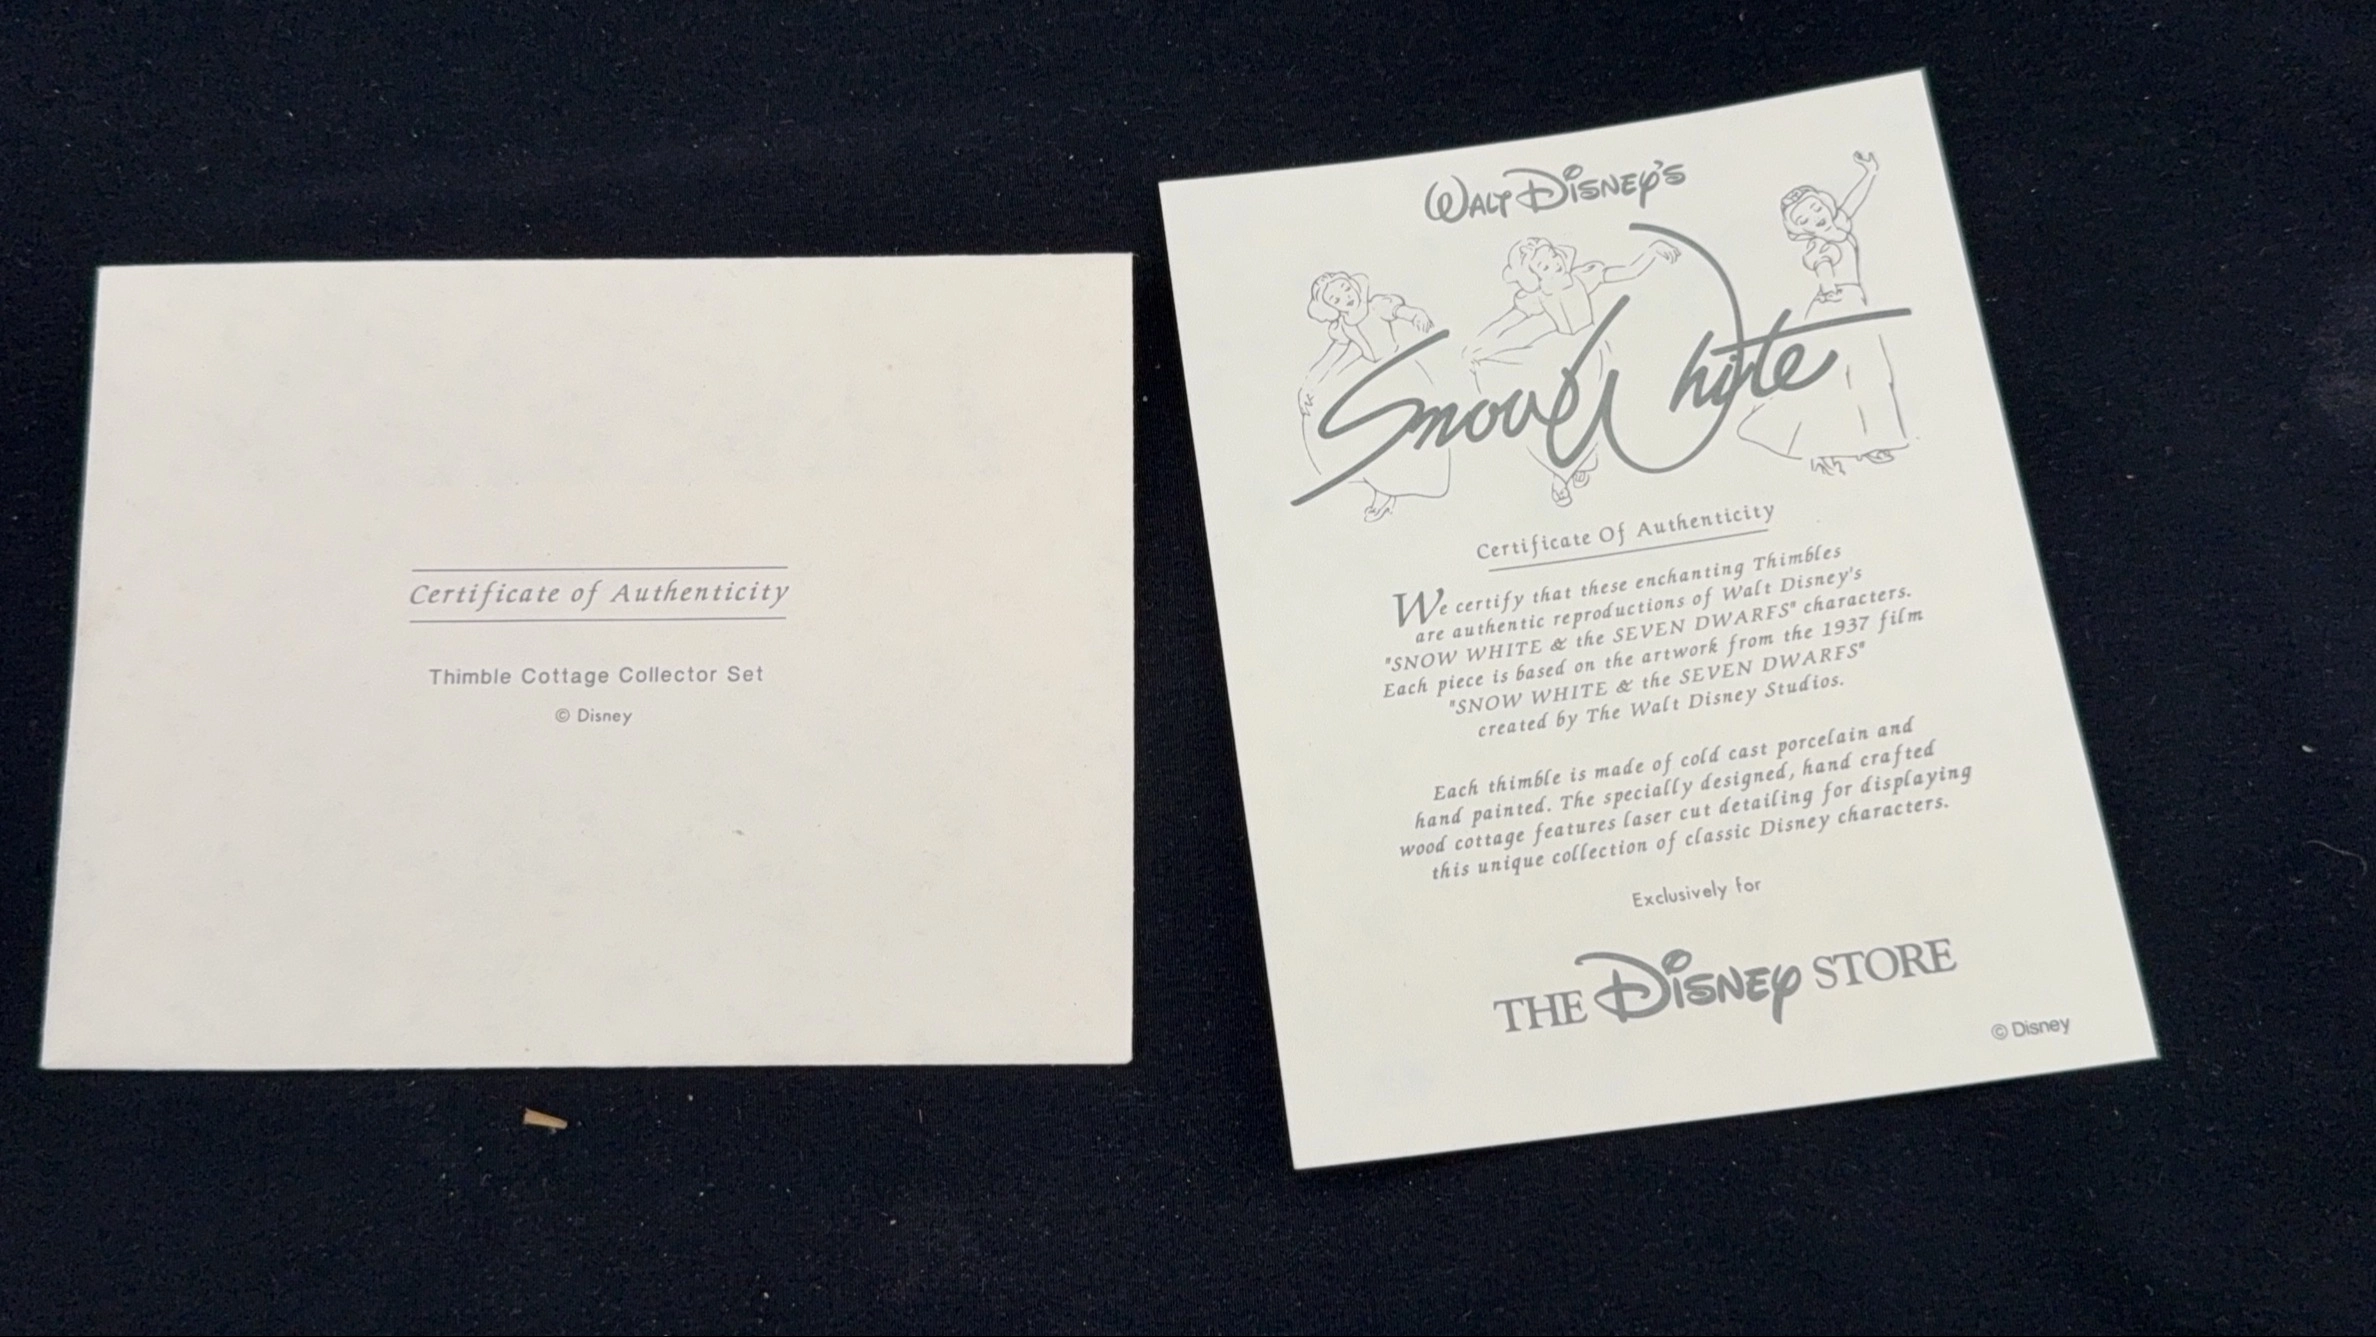 Certificate of Authenticity
Thimble Cottage Collector Set
© Disney
WALT DISNEY'S
Snow White
Certificate Of Authenticity
We certify that these enchanting Thimbles
are authentic reproductions of Walt Disney's
"SNOW WHITE & the SEVEN DWARFS" characters.
Each piece is based on the artwork from the 1937 film
"SNOW WHITE & the SEVEN DWARFS"
created by The Walt Disney Studios.
Each thimble is made of cold cast porcelain and
hand painted. The specially designed, hand crafted
wood cottage features laser cut detailing for displaying
this unique collection of classic Disney characters.
Exclusively for
THE DISNEY STORE
© Disney